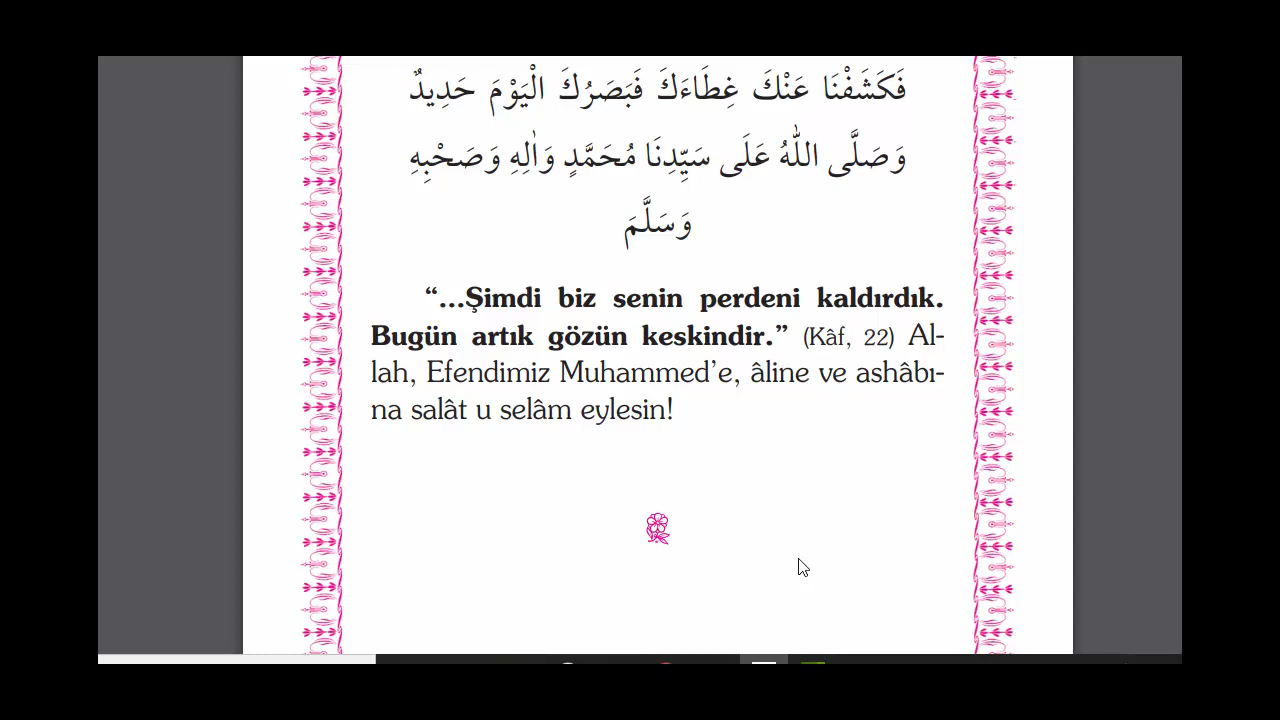 فَكَشَفْنَا عَنْكَ غِطَاءَكَ فَبَصَرُكَ الْيَوْمَ حَدِيدٌ
وَصَلَّى اللّٰهُ عَلَى سَيِّدِنَا مُحَمَّدٍ وَاٰلِهِ وَصَحْبِهِ
وَسَلَّمَ
“...Şimdi biz senin perdeni kaldırdık.
Bugün artık gözün keskindir.” (Kâf, 22) Al-
lah, Efendimiz Muhammed’e, âline ve ashâbı-
na salât u selâm eylesin!